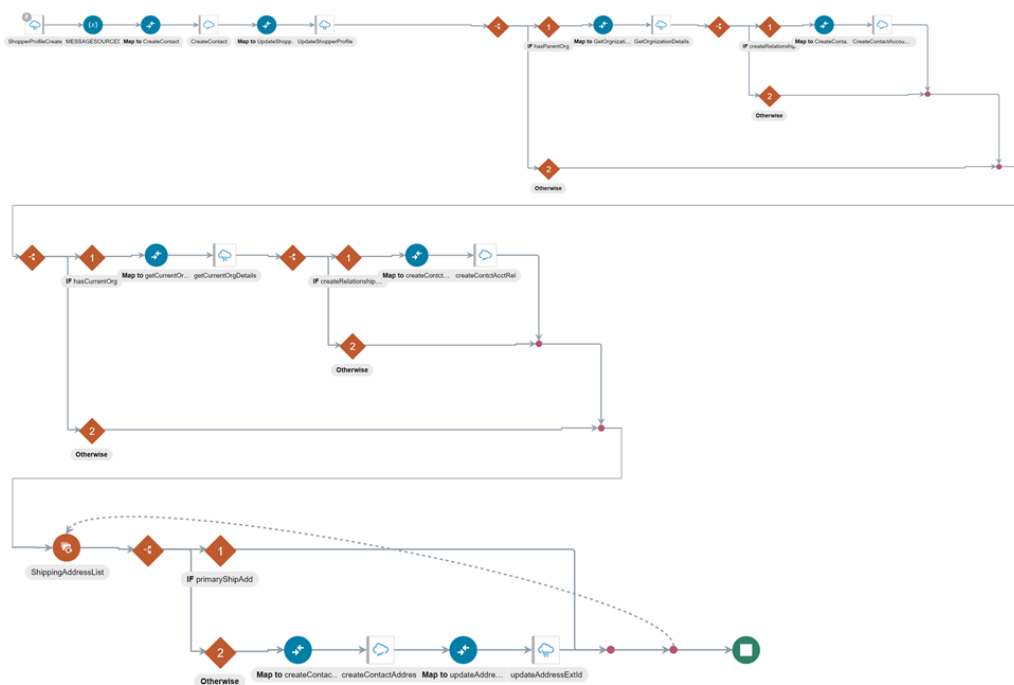 ShopperProfileCreate
MESSAGESOURCE
Map to CreateContact
CreateContact
Map to UpdateShopp..
UpdateShopperProfile
1
IF hasParentOrg
Map to GetOrgnizati...
GetOrgnizationDetails
1
IF createRelationship
Map to CreateConta..
CreateContactAccou...
2
Otherwise
2
Otherwise
1
IF hasCurrentOrg
Map to getCurrentOr...
getCurrentOrgDetails
1
IF createRelationship...
Map to createContct...
createContctAcctRel
2
Otherwise
2
Otherwise
ShippingAddressList
1
IF primaryShipAdd
2
Otherwise
Map to createContac..
createContactAddres
Map to updateAddre...
updateAddressExtId